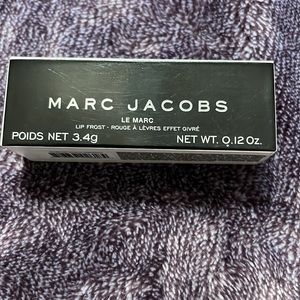 MARC JACOBS
LE MARC
LIP FROST - ROUGE À LÈVRES EFFET GIVRÉ
POIDS NET 3.4g NET WT. 0.12 Oz.